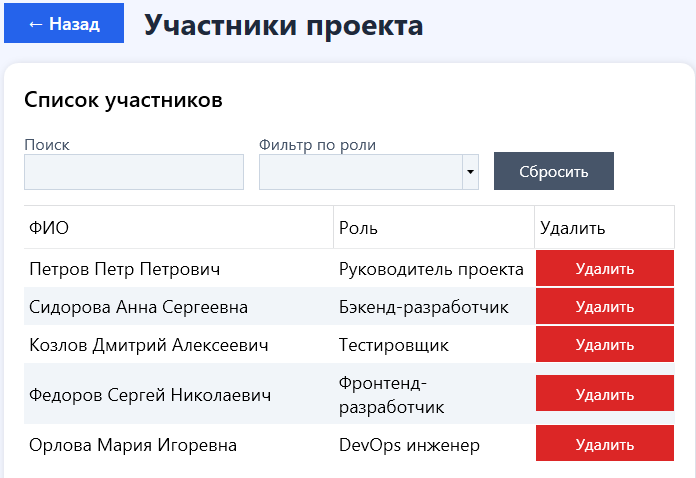 ← Назад
Участники проекта
Список участников
Поиск
Фильтр по роли
Сбросить
ФИО Роль Удалить
Петров Петр Петрович Руководитель проекта Удалить
Сидорова Анна Сергеевна Бэкенд-разработчик Удалить
Козлов Дмитрий Алексеевич Тестировщик Удалить
Федоров Сергей Николаевич Фронтенд-
разработчик Удалить
Орлова Мария Игоревна DevOps инженер Удалить